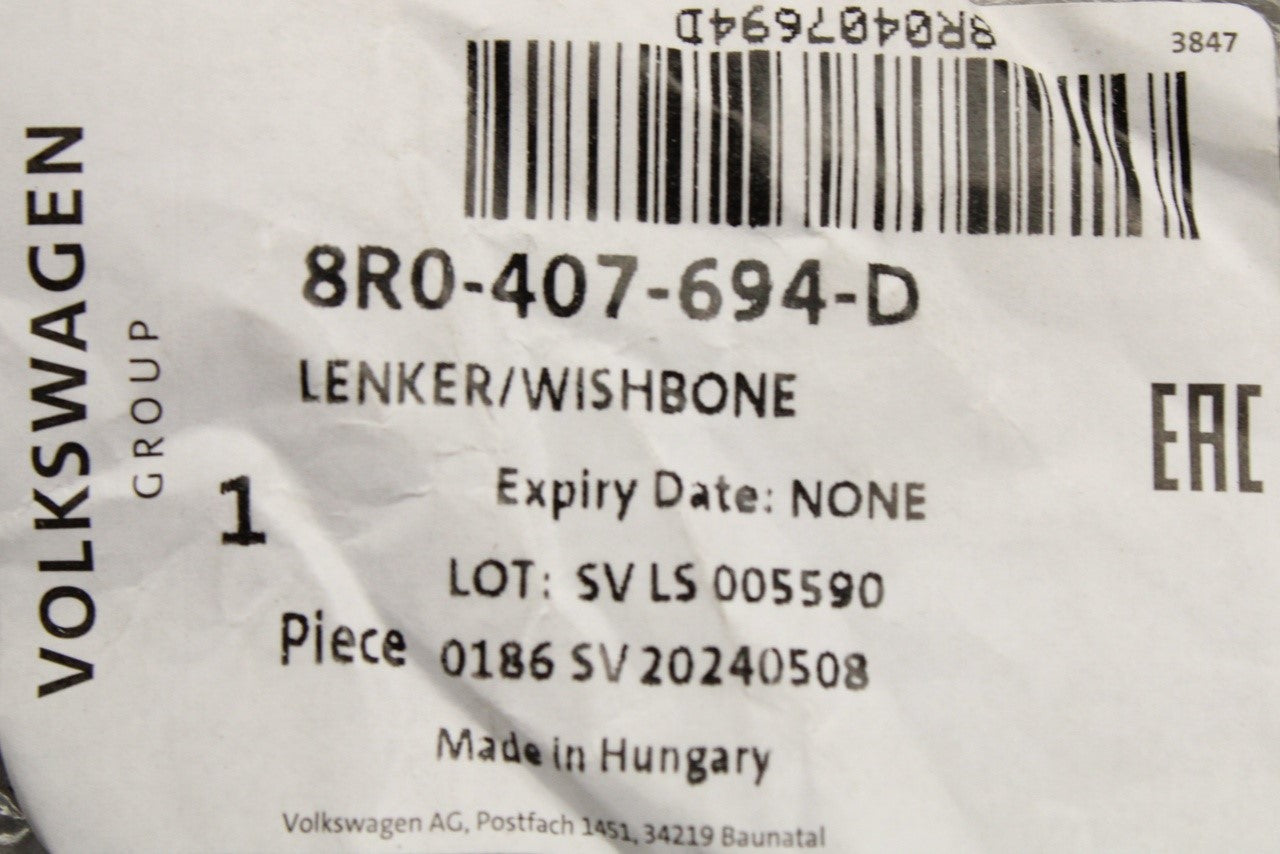 8R0407694D
3847
VOLKSWAGEN
GROUP
8R0-407-694-D
LENKER/WISHBONE
EAC
1
Piece
Expiry Date: NONE
LOT: SV LS 005590
0186 SV 20240508
Made in Hungary
Volkswagen AG, Postfach 1451, 34219 Baunatal